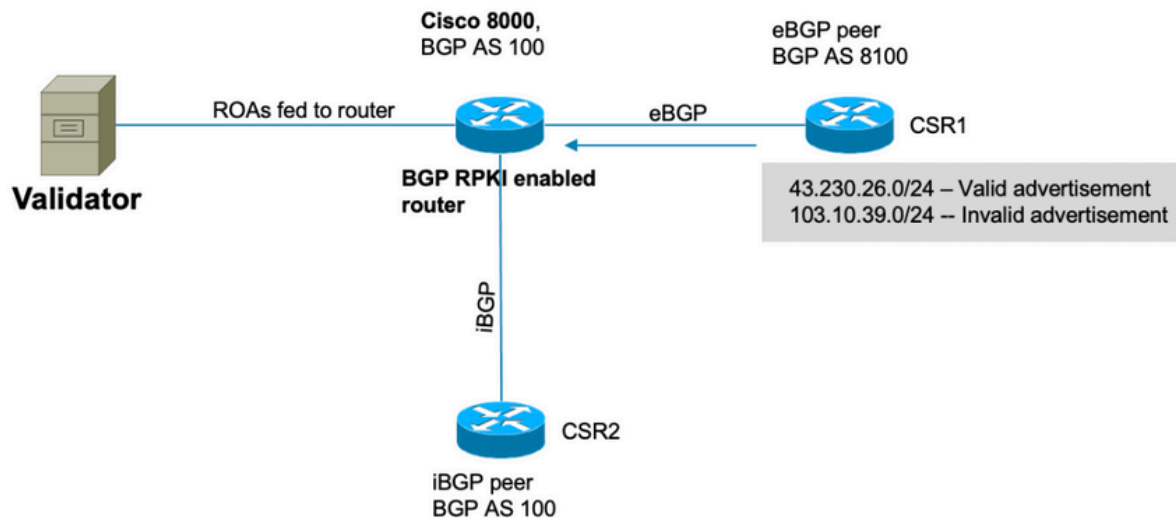 Cisco 8000,
BGP AS 100
eBGP peer
BGP AS 8100
ROAs fed to router
eBGP
CSR1
Validator
BGP RPKI enabled
router
43.230.26.0/24 – Valid advertisement
103.10.39.0/24 -- Invalid advertisement
iBGP
CSR2
iBGP peer
BGP AS 100